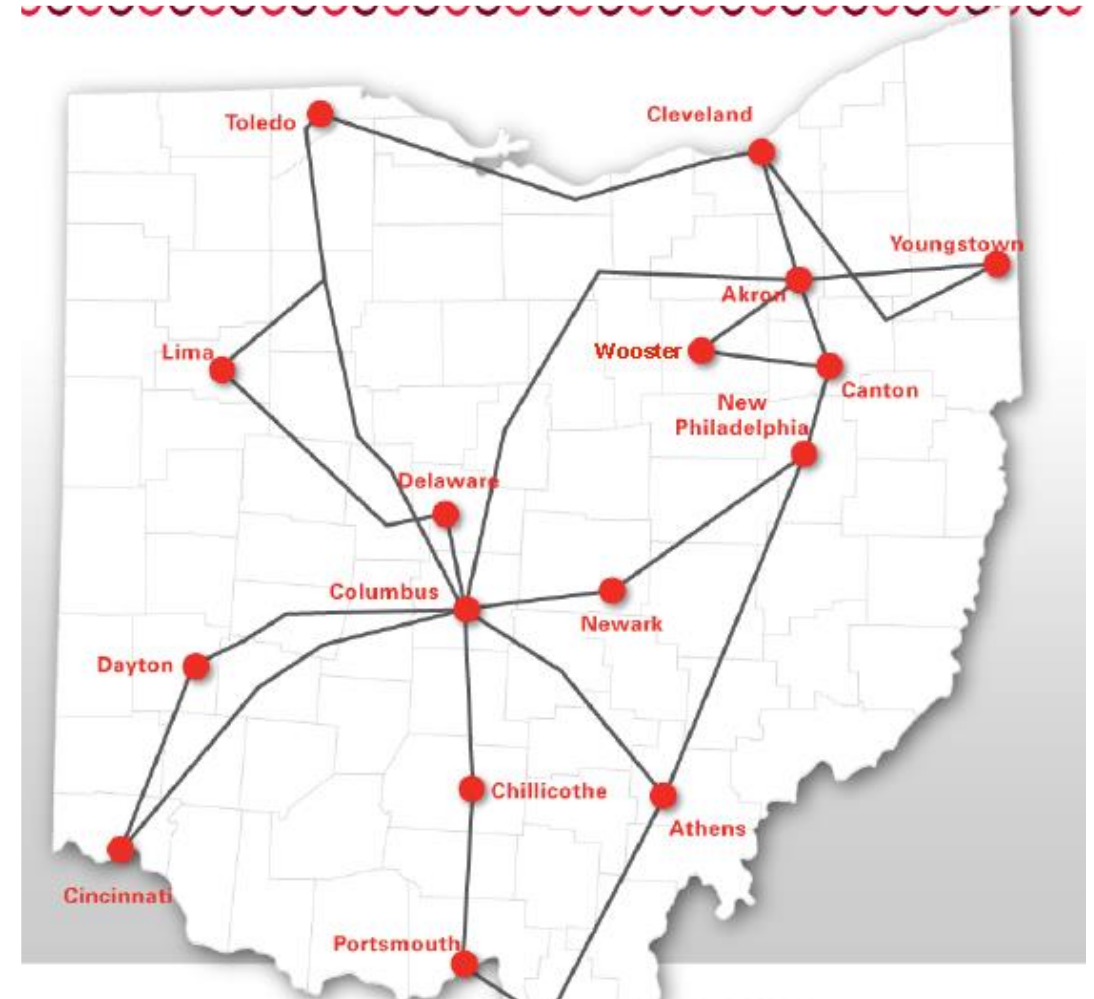 Toledo
Cleveland
Youngstown
Akron
Lima
Wooster
Canton
New
Philadelphia
Delaware
Columbus
Newark
Dayton
Chillicothe
Athens
Cincinnati
Portsmouth